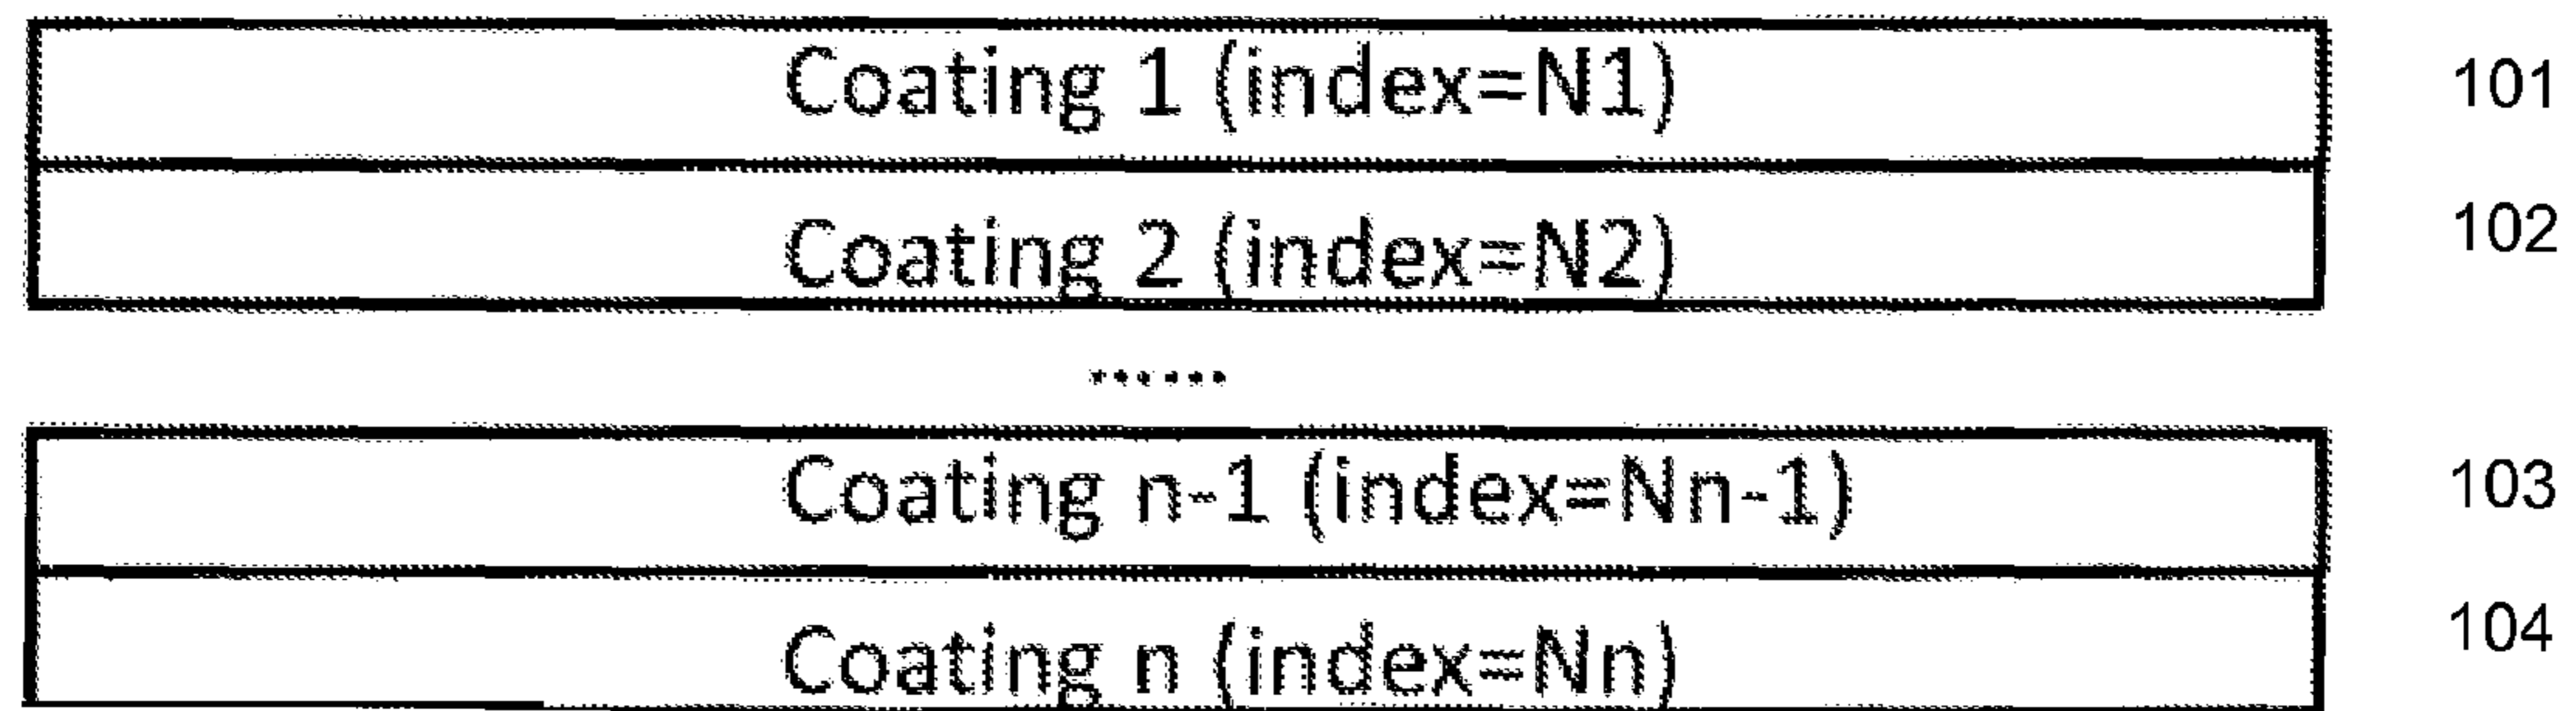 Coating 1 (index=N1) 101
Coating 2 (index=N2) 102
......
Coating n-1 (index=Nn-1) 103
Coating n (index=Nn) 104